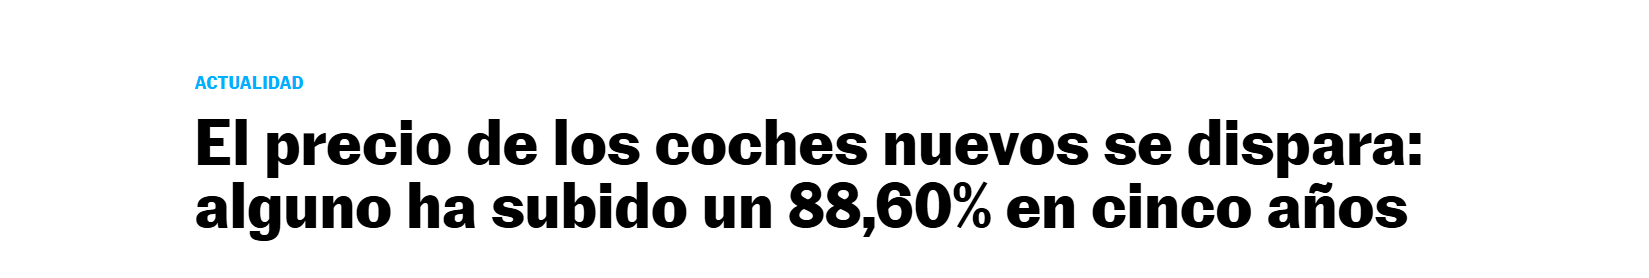 ACTUALIDAD
El precio de los coches nuevos se dispara:
alguno ha subido un 88,60% en cinco años